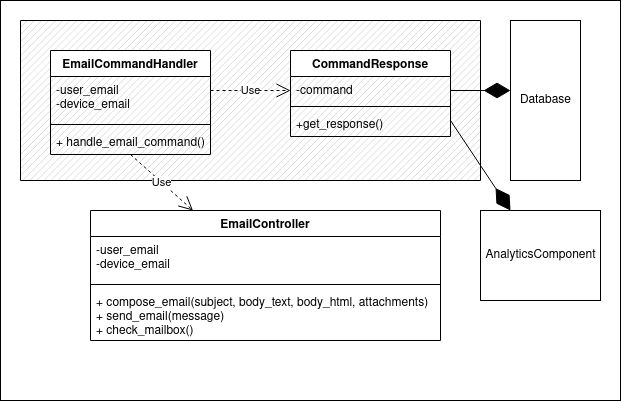 EmailCommandHandler
-user_email
-device_email
+ handle_email_command()
Use
CommandResponse
-command
+get_response()
Database
Use
EmailController
-user_email
-device_email
+ compose_email(subject, body_text, body_html, attachments)
+ send_email(message)
+ check_mailbox()
AnalyticsComponent